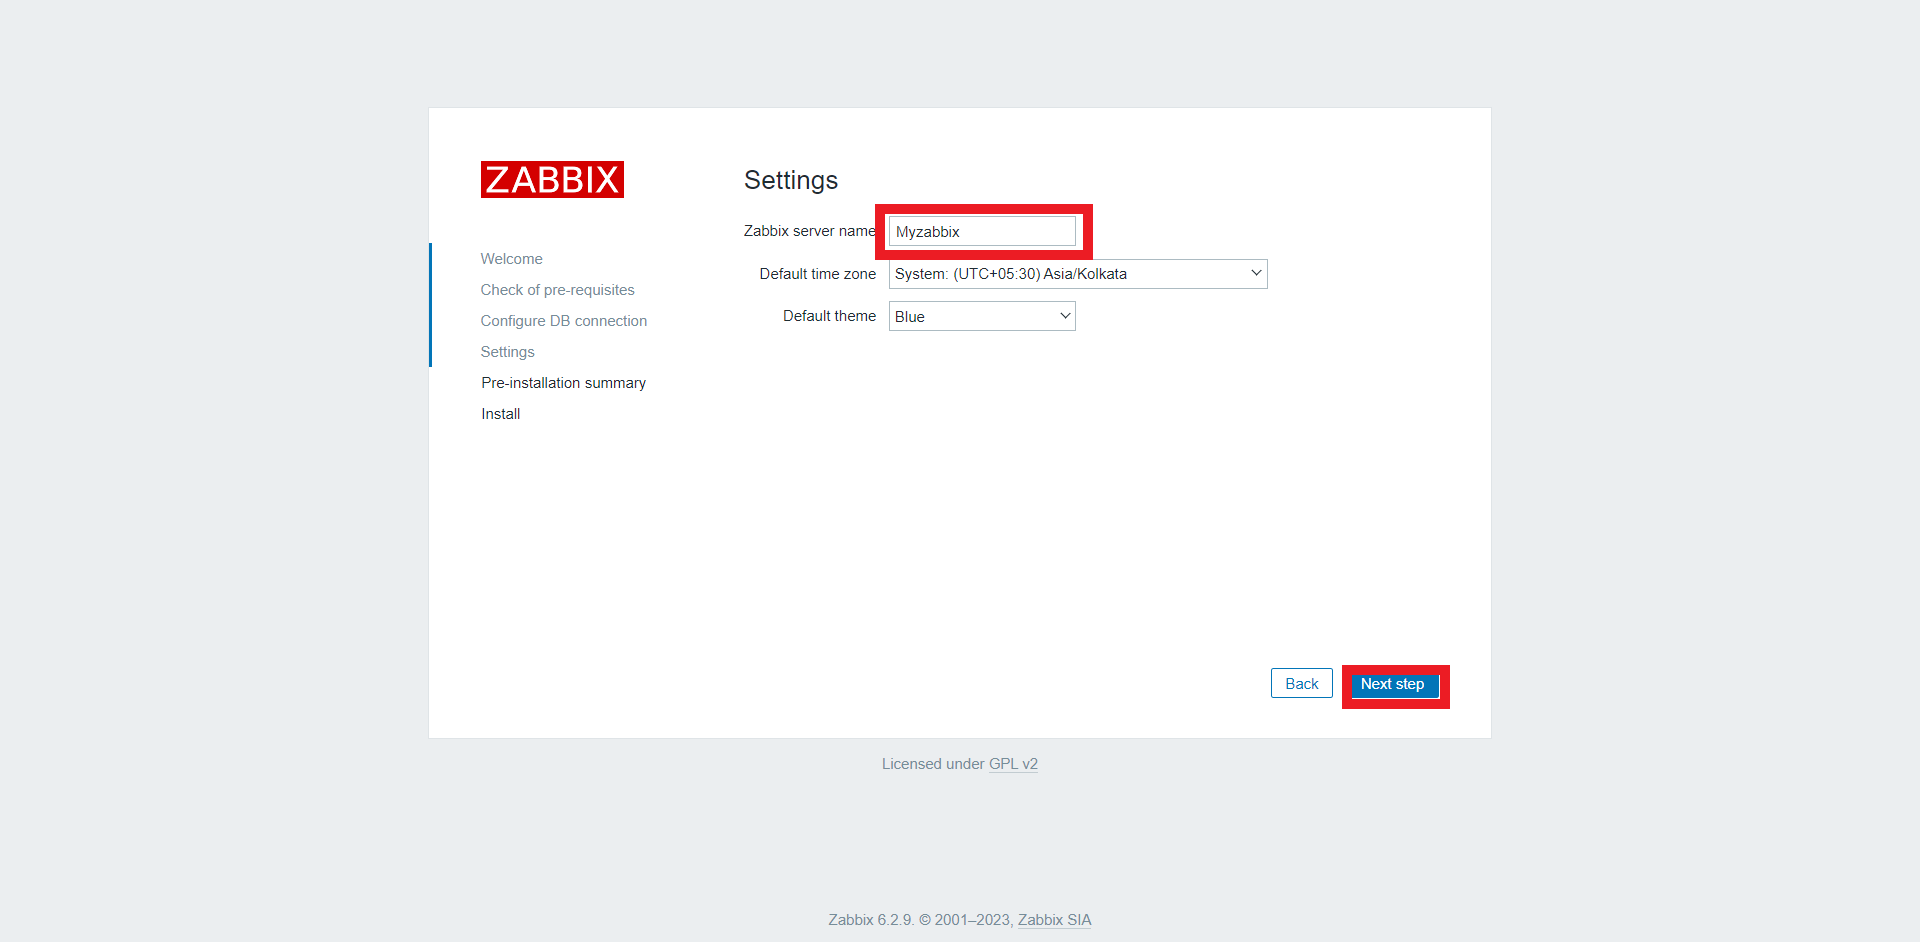 ZABBIX
Welcome
Check of pre-requisites
Configure DB connection
Settings
Pre-installation summary
Install
Settings
Zabbix server name Myzabbix
Default time zone System: (UTC+05:30) Asia/Kolkata
Default theme Blue
Back Next step
Licensed under GPL v2
Zabbix 6.2.9. © 2001–2023, Zabbix SIA